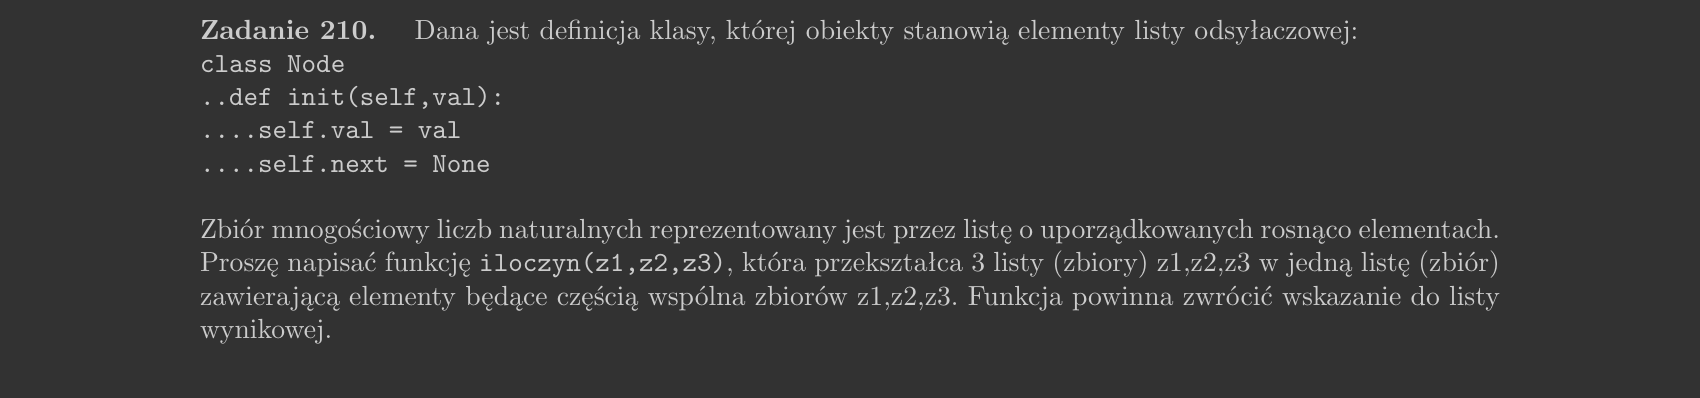 Zadanie 210. Dana jest definicja klasy, której obiekty stanowią elementy listy odsyłaczowej:
class Node
..def init(self,val):
....self.val = val
....self.next = None
Zbiór mnogościowy liczb naturalnych reprezentowany jest przez listę o uporządkowanych rosnąco elementach.
Proszę napisać funkcję iloczyn(z1,z2,z3), która przekształca 3 listy (zbiory) z1,z2,z3 w jedną listę (zbiór)
zawierającą elementy będące częścią wspólna zbiorów z1,z2,z3. Funkcja powinna zwrócić wskazanie do listy
wynikowej.